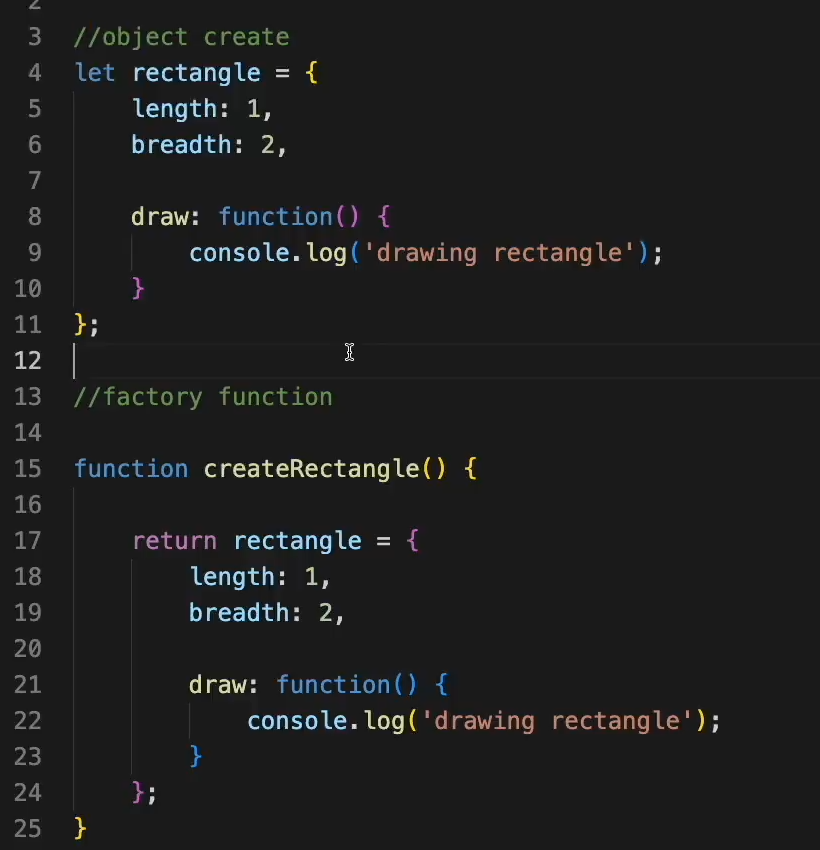 2
3 //object create
4 let rectangle = {
5     length: 1,
6     breadth: 2,
7
8     draw: function() {
9         console.log('drawing rectangle');
10     }
11 };
12
13 //factory function
14
15 function createRectangle() {
16
17     return rectangle = {
18         length: 1,
19         breadth: 2,
20
21         draw: function() {
22             console.log('drawing rectangle');
23         }
24     };
25 }